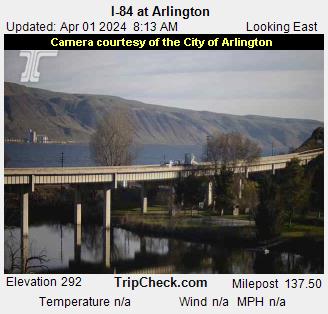 I-84 at Arlington
Updated: Apr 01 2024 8:13 AM Looking East
Camera courtesy of the City of Arlington
Elevation 292 TripCheck.com Milepost 137.50
Temperature n/a Wind n/a MPH n/a